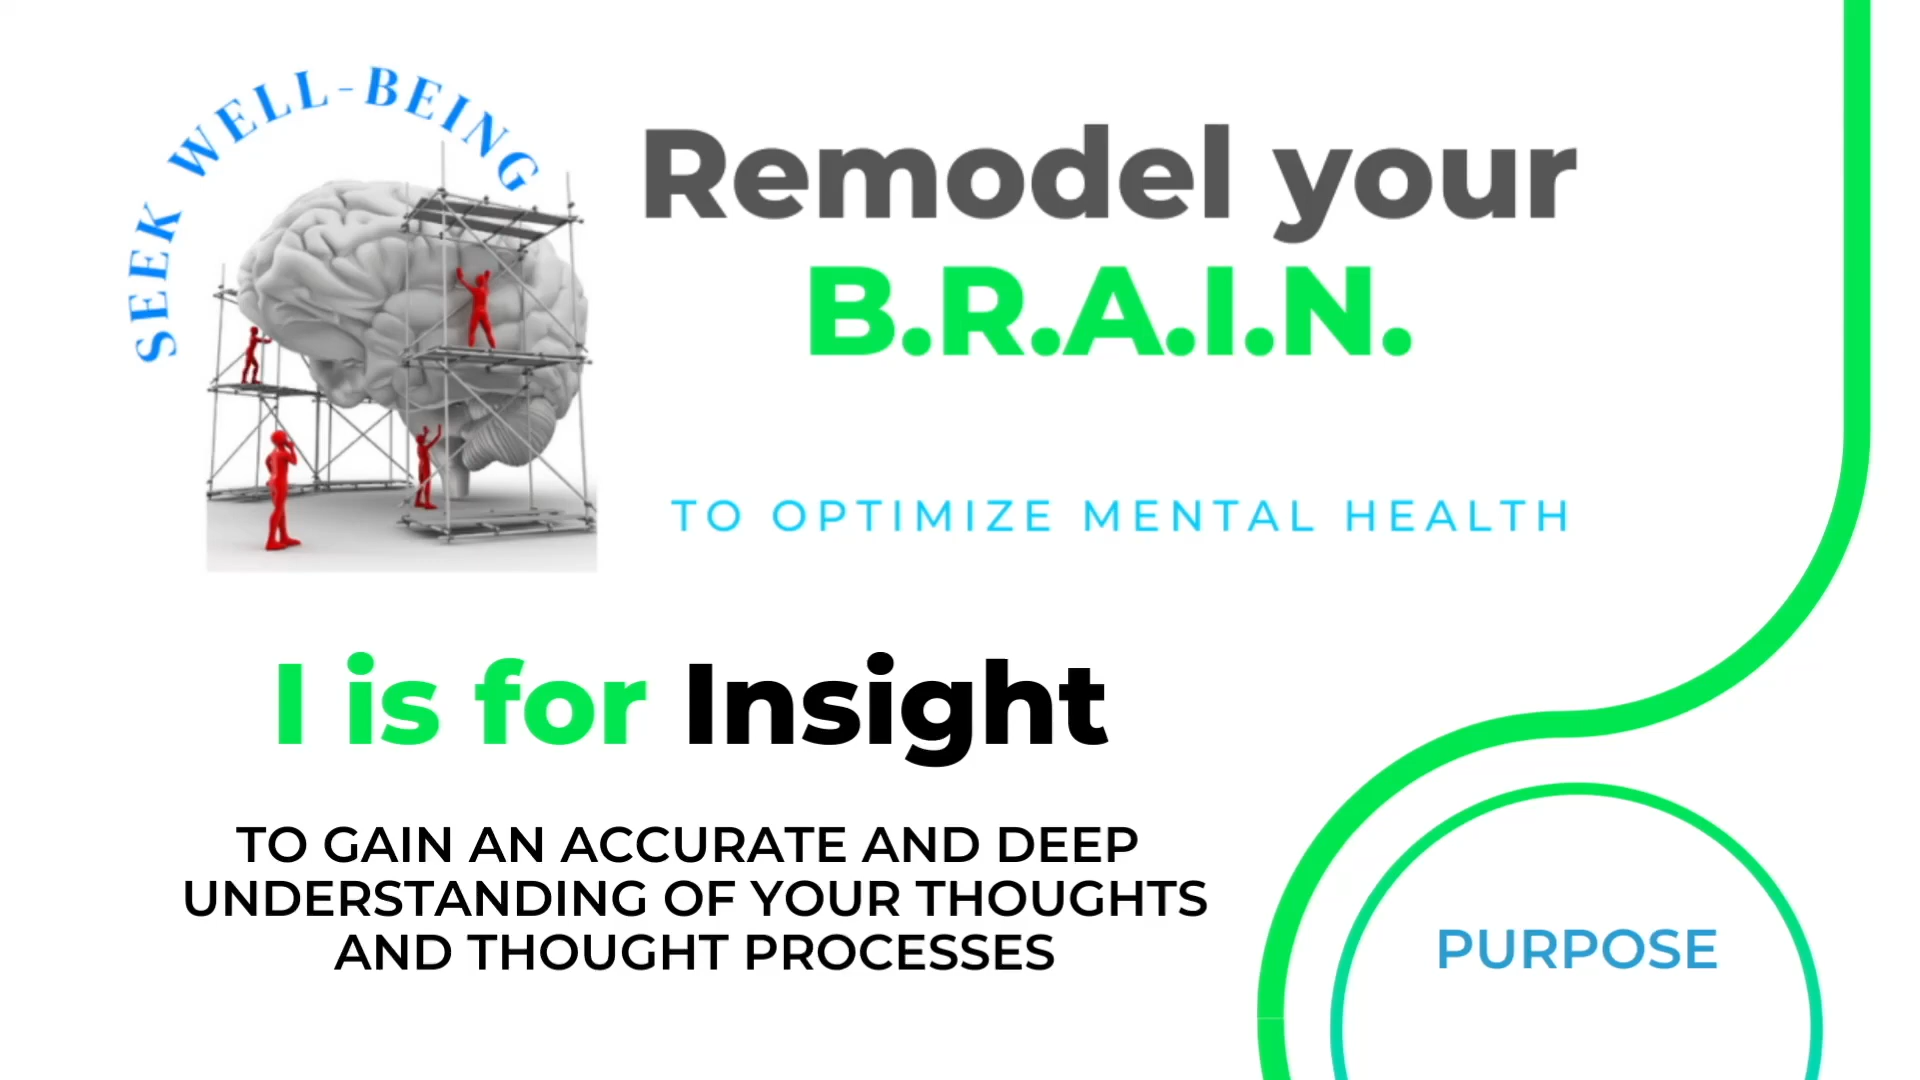 SEEK WELL-BEING
Remodel your
B.R.A.I.N.
TO OPTIMIZE MENTAL HEALTH
I is for Insight
TO GAIN AN ACCURATE AND DEEP
UNDERSTANDING OF YOUR THOUGHTS
AND THOUGHT PROCESSES
PURPOSE